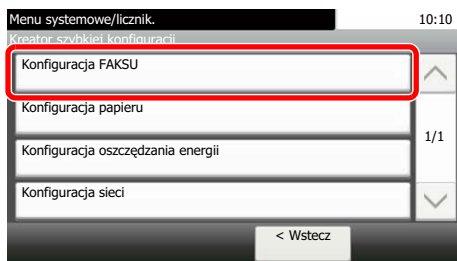 Menu systemowe/licznik. 10:10
Kreator szybkiej konfiguracji
Konfiguracja FAKSU
Konfiguracja papieru
1/1
Konfiguracja oszczędzania energii
Konfiguracja sieci
< Wstecz